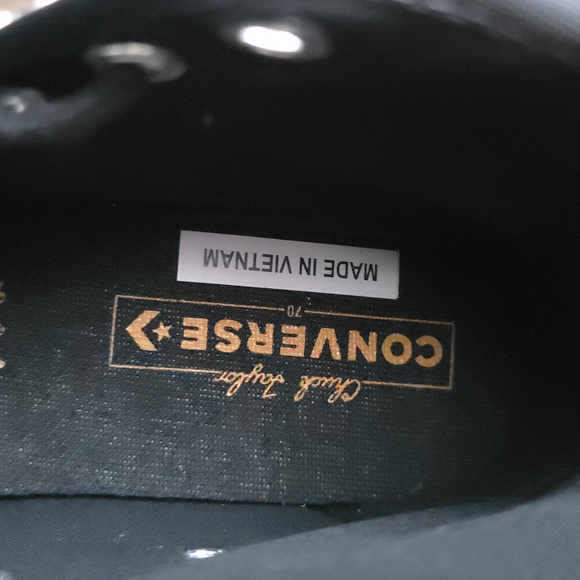 Chuck Taylor
CONVERSE
70
MADE IN VIETNAM